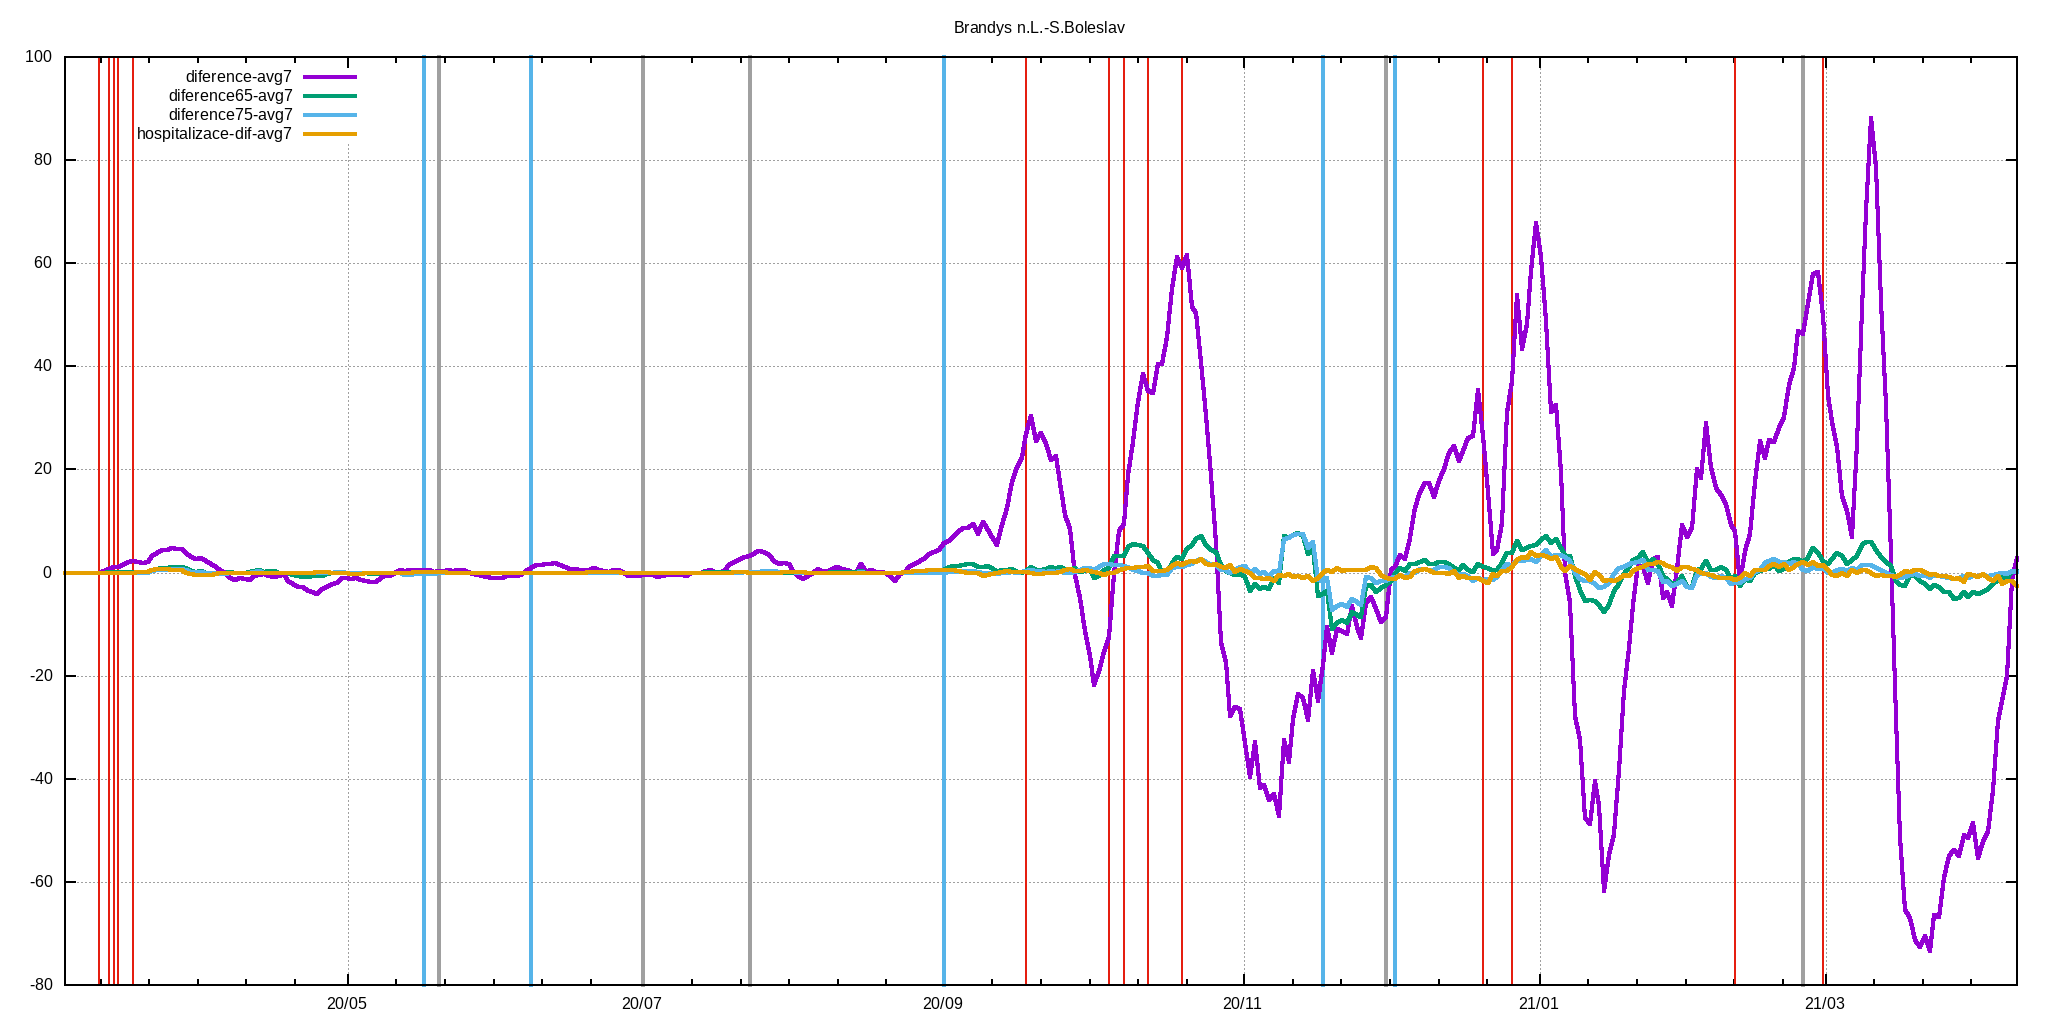 Brandys n.L.-S.Boleslav
100
80
60
40
20
0
-20
-40
-60
-80
diference-avg7
diference65-avg7
diference75-avg7
hospitalizace-dif-avg7
20/05 20/07 20/09 20/11 21/01 21/03